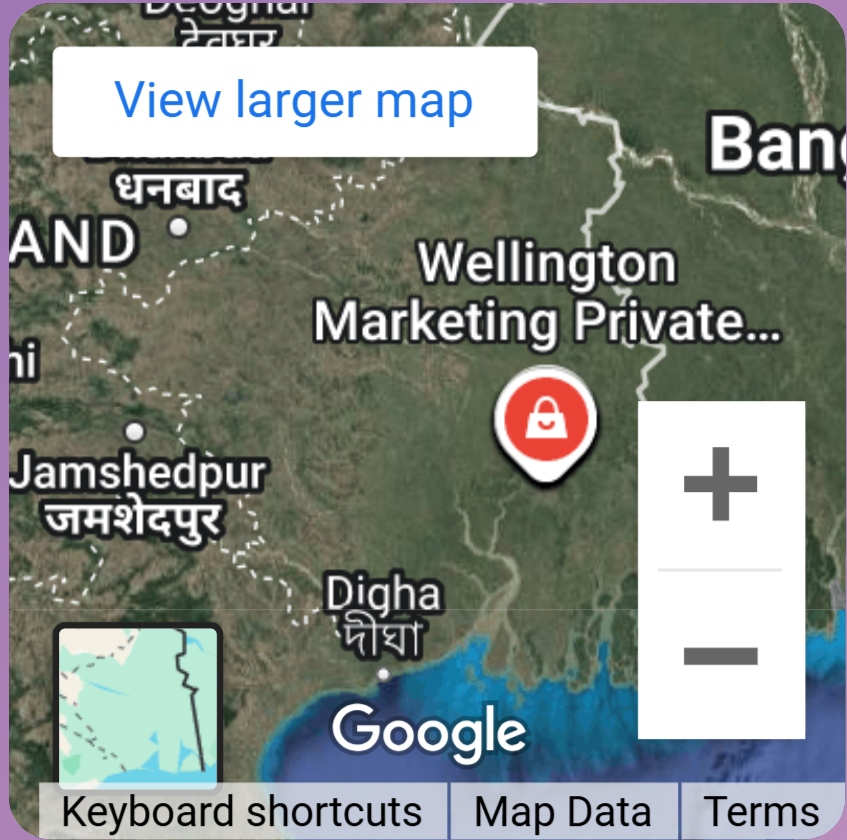 Deoghar
देवघर
View larger map
धनबाद
AND
Wellington
Marketing Private...
Bang
hi
Jamshedpur
जमशेदपुर
Digha
দীঘা
Google
Keyboard shortcuts
Map Data
Terms